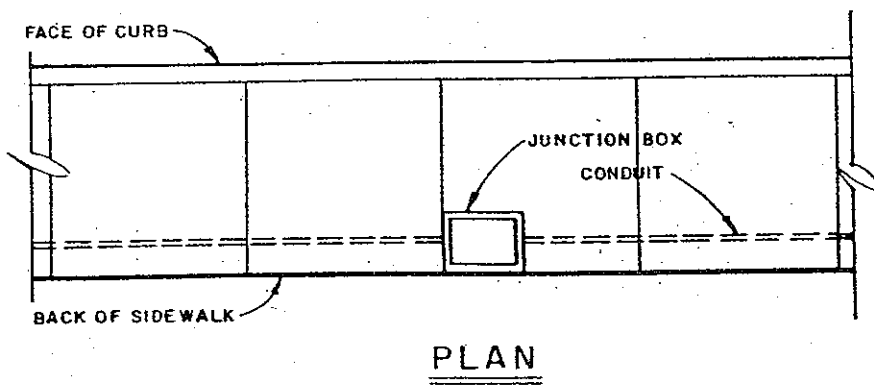 FACE OF CURB
JUNCTION BOX
CONDUIT
BACK OF SIDEWALK
PLAN